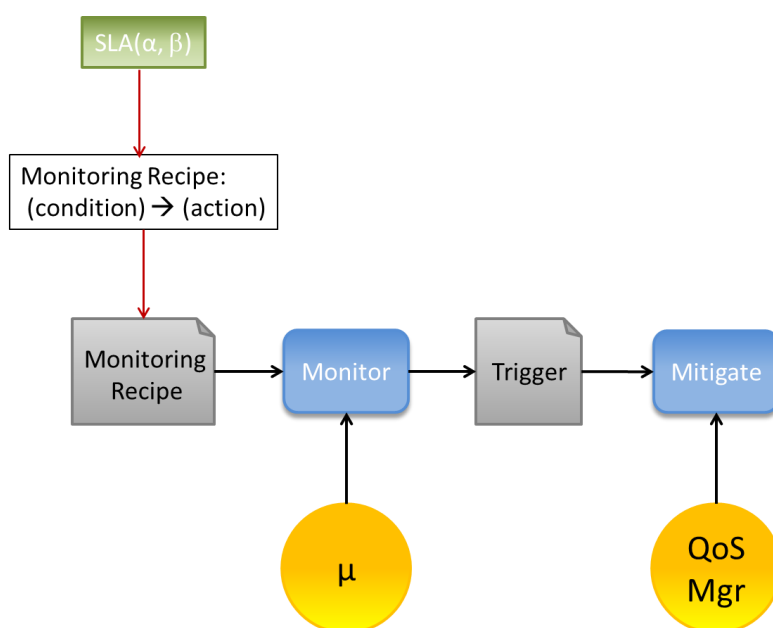 SLA(α, β)
Monitoring Recipe:
(condition) → (action)
Monitoring
Recipe
Monitor
Trigger
Mitigate
μ
QoS
Mgr